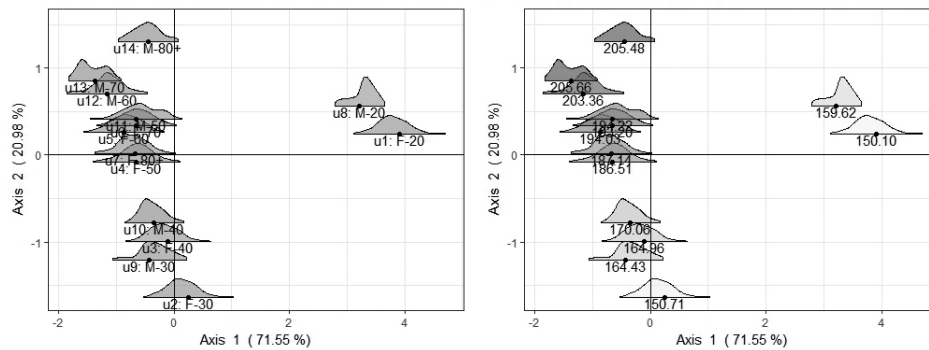 u14: M-80+
u13: M-70
u12: M-60
u8: M-20
u1: F-20
u11: M-50
u5: F-60
u7: F-80+
u4: F-50
u10: M-40
u3: F-40
u9: M-30
u2: F-30
1
0
-1
-2
0
2
4
Axis 2 ( 20.98 %)
Axis 1 ( 71.55 %)
205.48
205.66
203.36
159.62
150.10
194.03
187.14
186.51
170.06
164.96
164.43
150.71
1
0
-1
-2
0
2
4
Axis 2 ( 20.98 %)
Axis 1 ( 71.55 %)